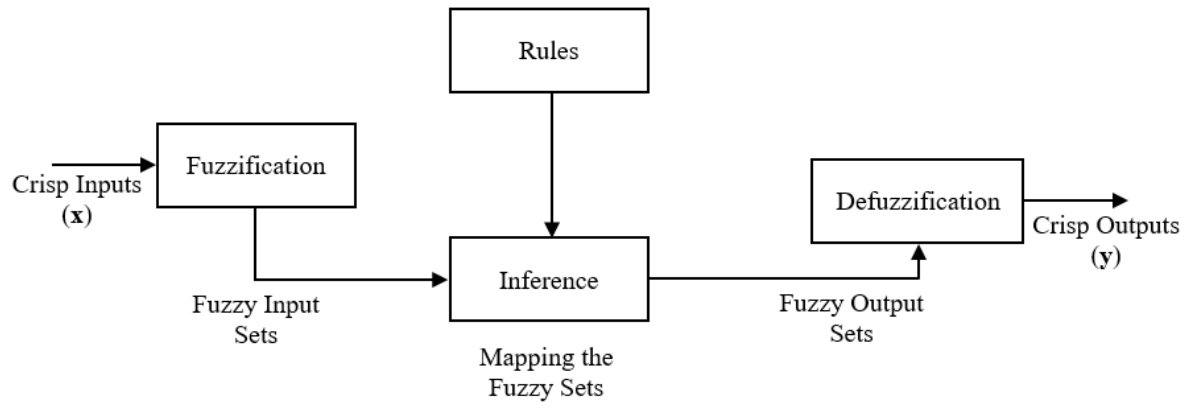 Rules
Fuzzification
Crisp Inputs
(x)
Defuzzification
Crisp Outputs
(y)
Inference
Fuzzy Input
Sets
Fuzzy Output
Sets
Mapping the
Fuzzy Sets